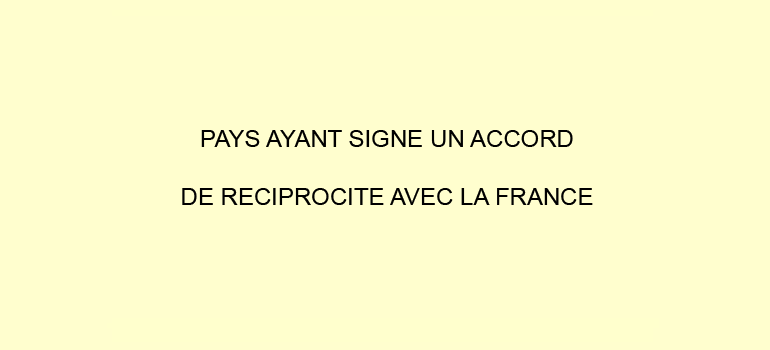 PAYS AYANT SIGNE UN ACCORD
DE RECIPROCITE AVEC LA FRANCE